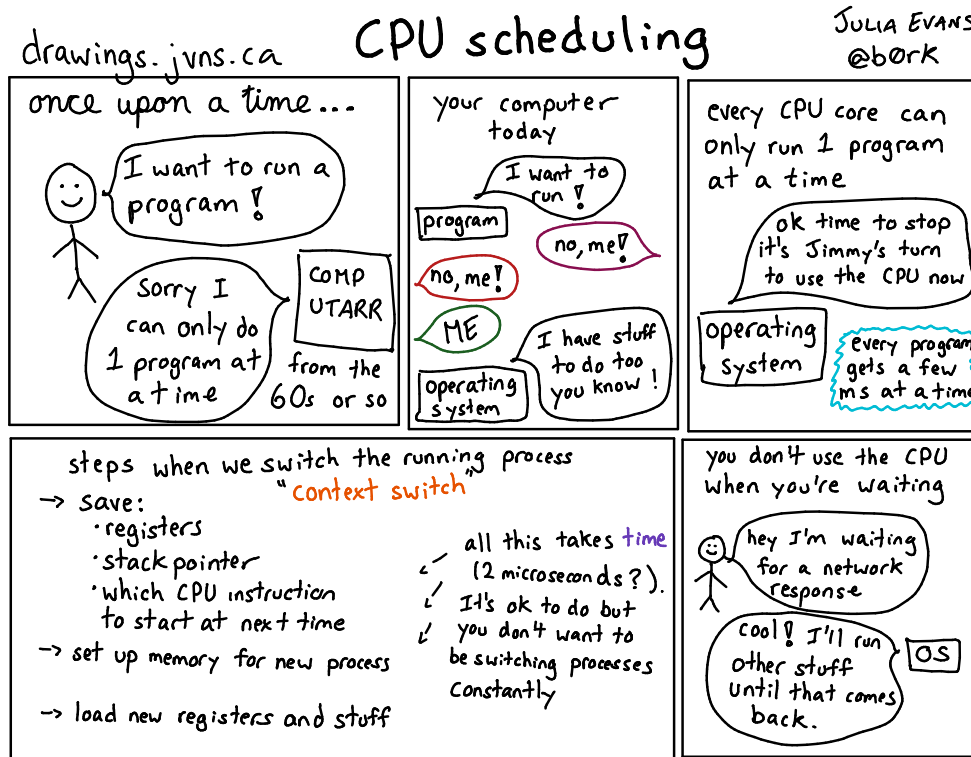 drawings.jvns.ca
CPU scheduling
JULIA EVANS
@b0rk
once upon a time...
I want to run a
program!
Sorry I
can only do
1 program at
a time
COMP
UTARR
from the
60s or so
your computer
today
I want to
run!
program
no, me!
no, me!
ME
I have stuff
to do too
you know!
operating
system
every CPU core can
only run 1 program
at a time
ok time to stop
it's Jimmy's turn
to use the CPU now
operating
system
every program
gets a few
ms at a time
steps when we switch the running process
"context switch"
→ save:
· registers
· stack pointer
· which CPU instruction
to start at next time
→ set up memory for new process
→ load new registers and stuff
all this takes time
(2 microseconds?).
It's ok to do but
you don't want to
be switching processes
constantly
you don't use the CPU
when you're waiting
hey I'm waiting
for a network
response
cool! I'll run
other stuff
until that comes
back.
OS